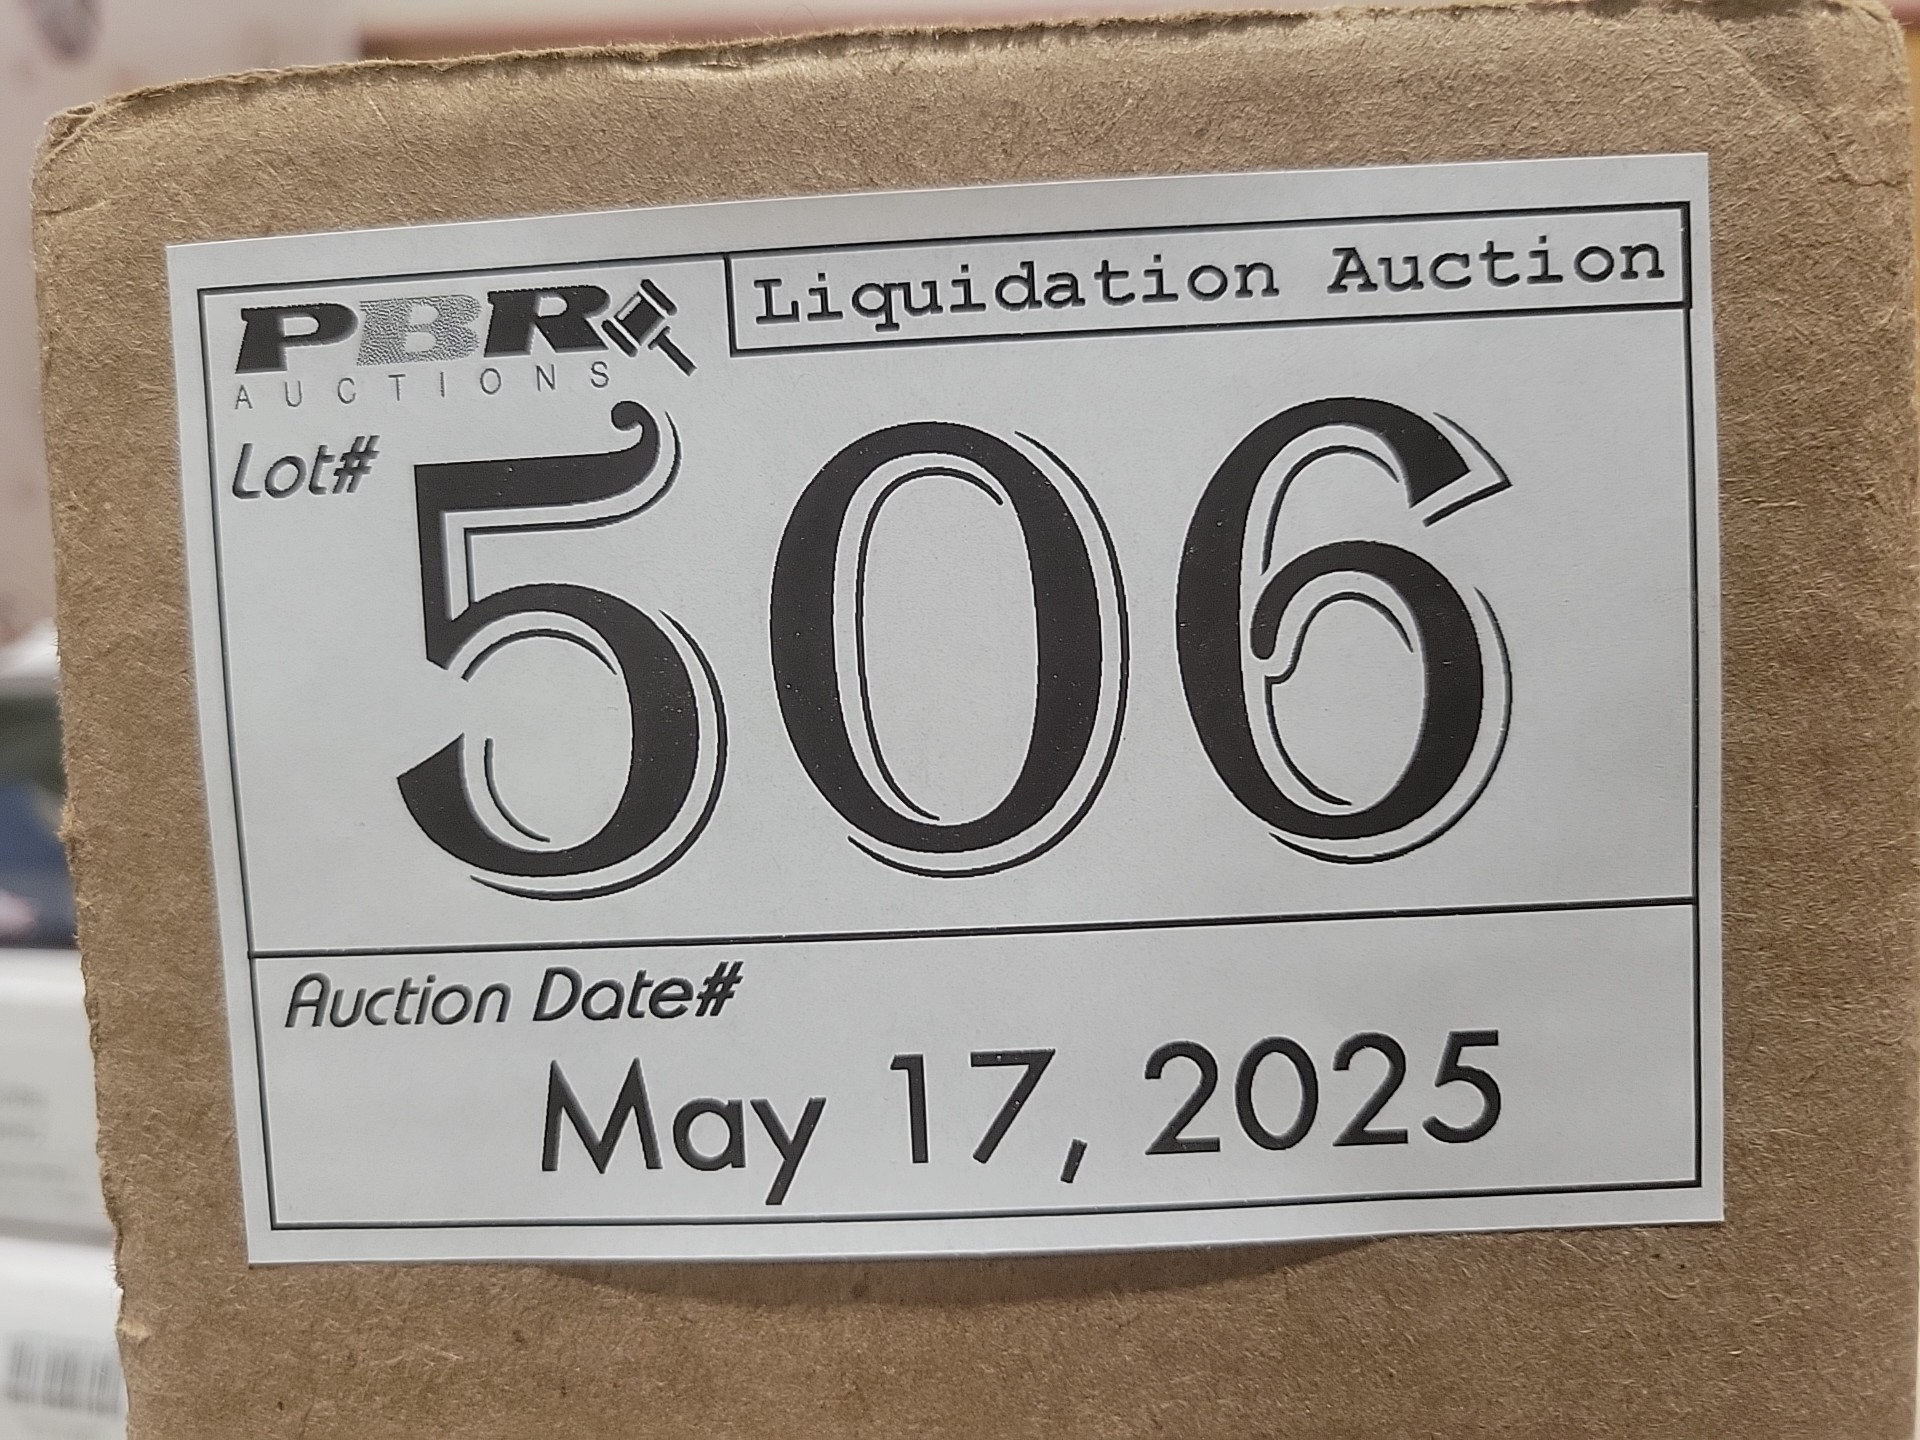 PBR
AUCTIONS
Liquidation Auction
Lot#
506
Auction Date#
May 17, 2025